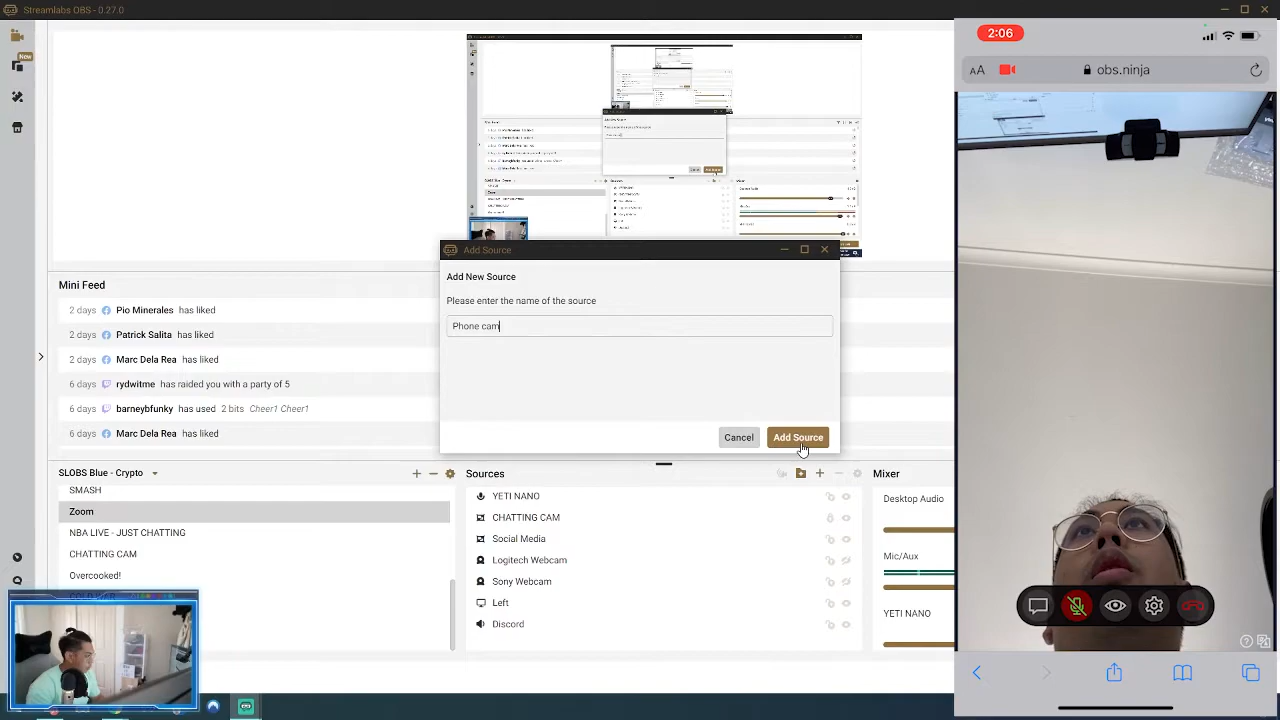 Streamlabs OBS - 0.27.0
New
2:06
AA
obs.ninja
Add Source
Add New Source
Please enter the name of the source
Phone cam
Cancel
Add Source
Mini Feed
2 days Pio Minerales has liked
2 days Patrick Salita has liked
2 days Marc Dela Rea has liked
6 days rydwitme has raided you with a party of 5
6 days barneybfunky has used 2 bits Cheer1 Cheer1
6 days Marc Dela Rea has liked
SLOBS Blue - Crypto
SMASH
Zoom
NBA LIVE - JUST CHATTING
CHATTING CAM
Overcooked!
Sources
YETI NANO
CHATTING CAM
Social Media
Logitech Webcam
Sony Webcam
Left
Discord
Mixer
Desktop Audio
Mic/Aux
YETI NANO